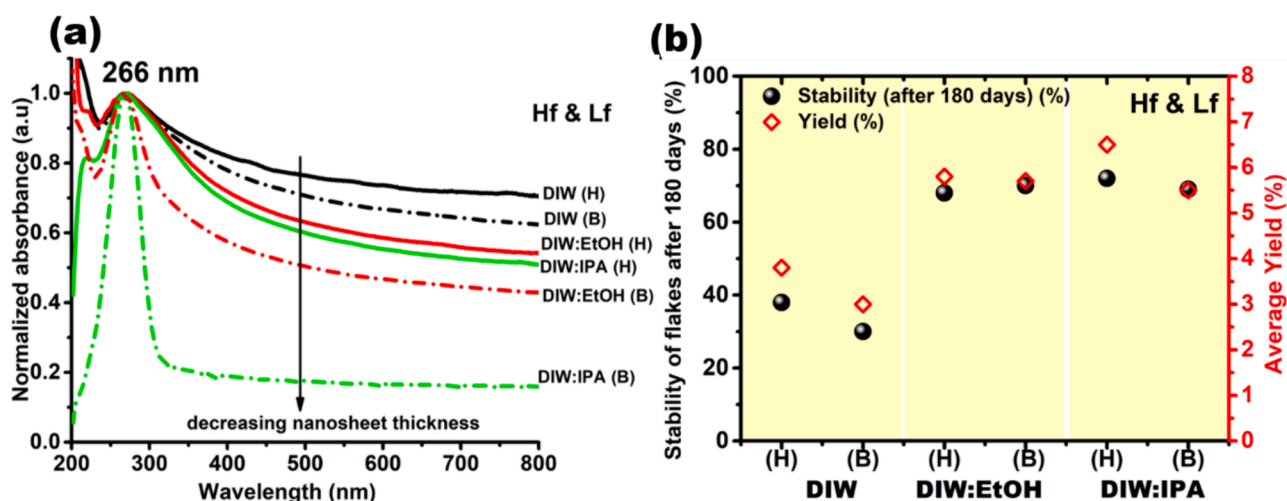 (a)
266 nm
Hf & Lf
Normalized absorbance (a.u)
1.0
0.8
0.6
0.4
0.2
0.0
DIW (H)
DIW (B)
DIW:EtOH (H)
DIW:IPA (H)
DIW:EtOH (B)
DIW:IPA (B)
decreasing nanosheet thickness
200 300 400 500 600 700 800
Wavelength (nm)
(b)
Stability of flakes after 180 days (%)
100
80
60
40
20
0
Stability (after 180 days) (%)
Yield (%)
Hf & Lf
8
7
6
5
4
3
2
1
0
Average Yield (%)
(H) (B) (H) (B) (H) (B)
DIW DIW:EtOH DIW:IPA